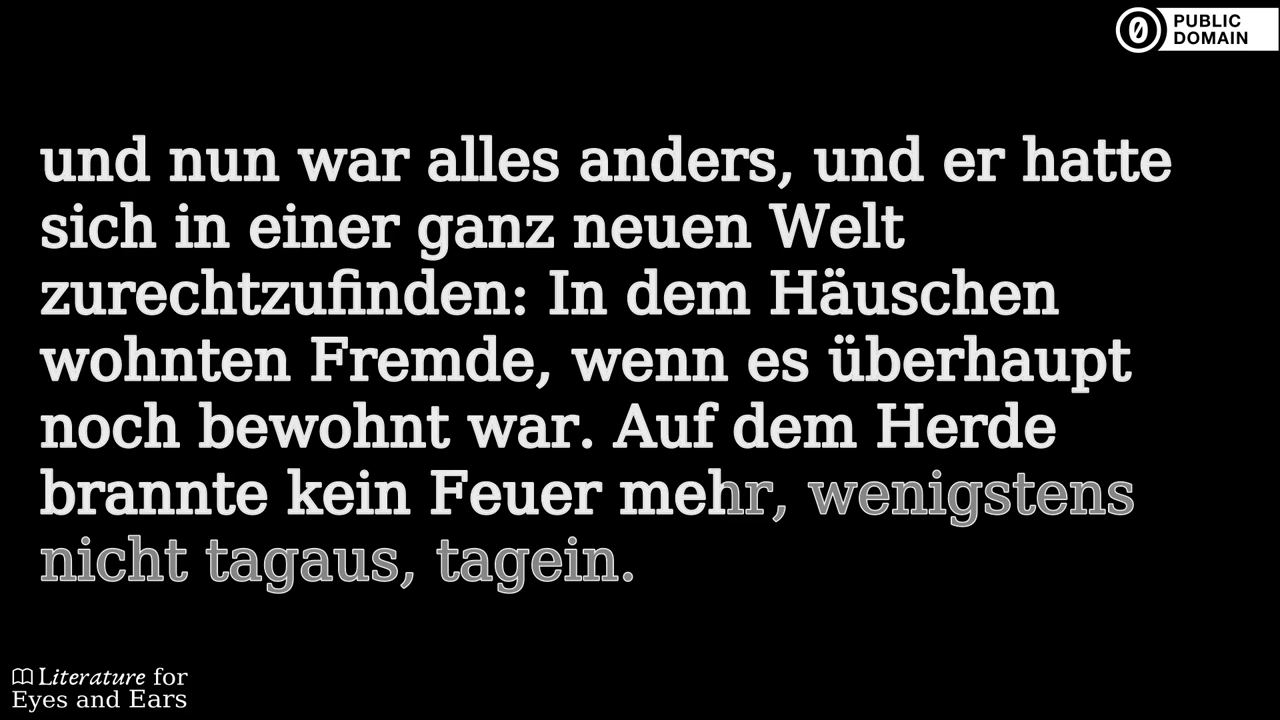 PUBLIC
DOMAIN
und nun war alles anders, und er hatte
sich in einer ganz neuen Welt
zurechtzufinden: In dem Häuschen
wohnten Fremde, wenn es überhaupt
noch bewohnt war. Auf dem Herde
brannte kein Feuer mehr, wenigstens
nicht tagaus, tagein.
Literature for
Eyes and Ears